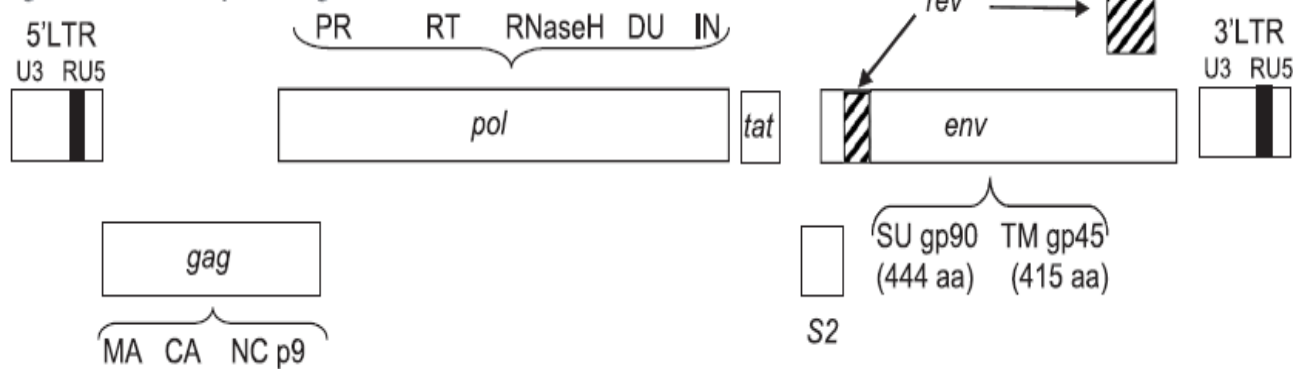 rev
PR RT RNaseH DU IN
5'LTR
3'LTR
U3 RU5
U3 RU5
pol
tat
env
gag
SU gp90 TM gp45
(444 aa) (415 aa)
S2
MA CA NC p9